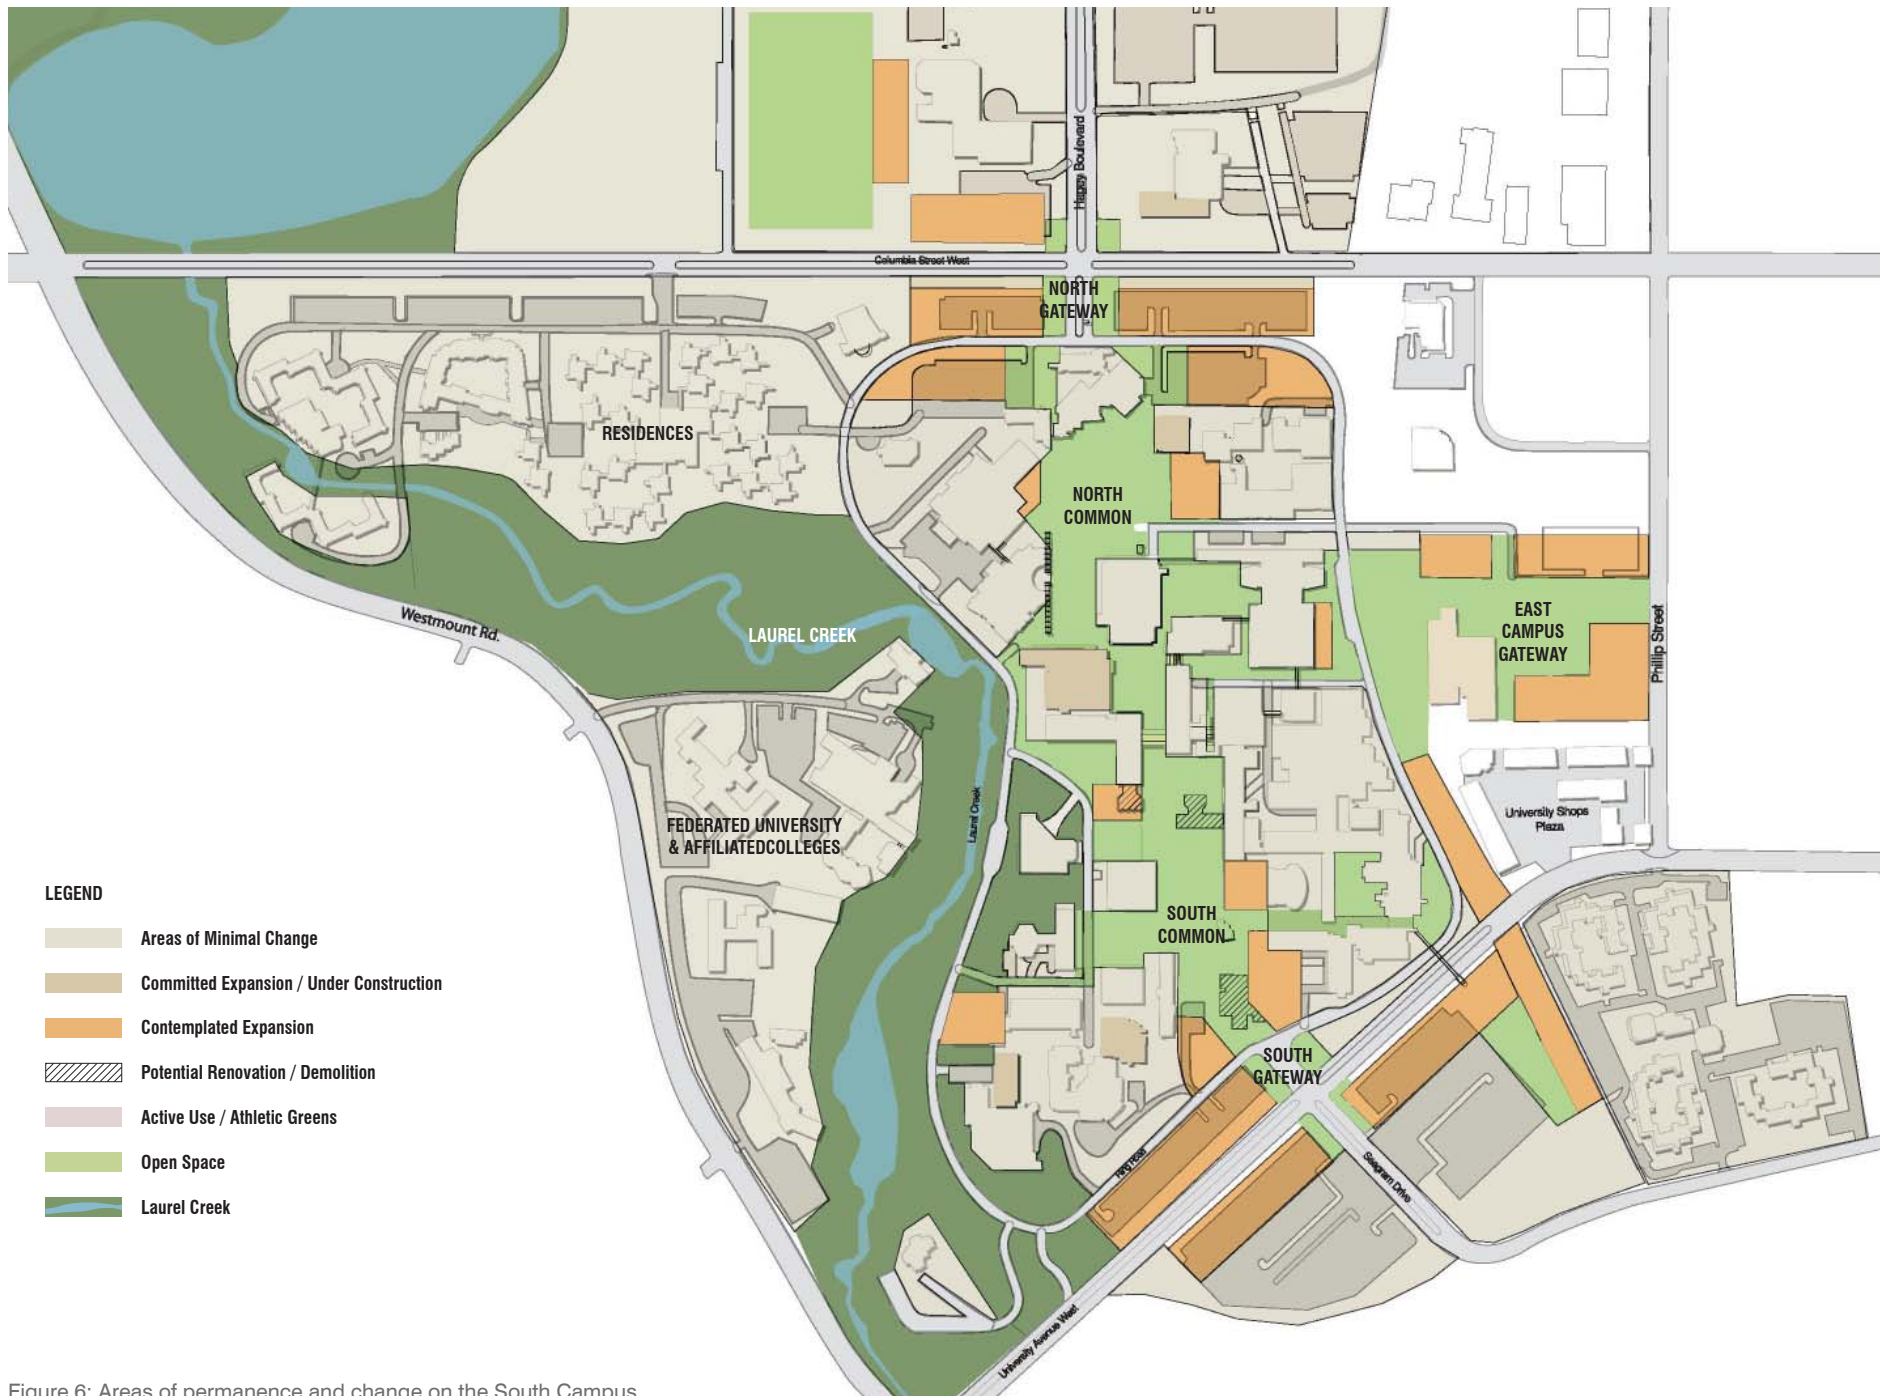 Hagey Boulevard
Columbia Street West
NORTH
GATEWAY
RESIDENCES
NORTH
COMMON
EAST
CAMPUS
GATEWAY
Westmount Rd.
LAUREL CREEK
Phillip Street
Laurel Creek
University Shops
Plaza
FEDERATED UNIVERSITY
& AFFILIATEDCOLLEGES
SOUTH
COMMON
SOUTH
GATEWAY
Ring Road
Seagram Drive
University Avenue West
LEGEND
Areas of Minimal Change
Committed Expansion / Under Construction
Contemplated Expansion
Potential Renovation / Demolition
Active Use / Athletic Greens
Open Space
Laurel Creek
Figure 6: Areas of permanence and change on the South Campus